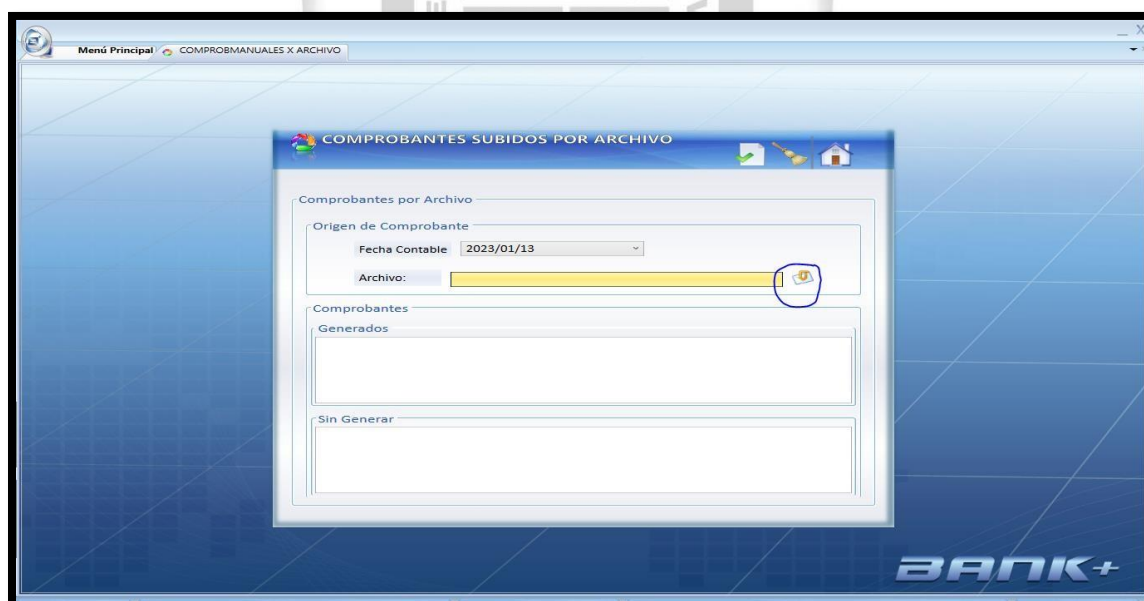 Menú Principal
COMPROBMANUALES X ARCHIVO
COMPROBANTES SUBIDOS POR ARCHIVO
Comprobantes por Archivo
Origen de Comprobante
Fecha Contable 2023/01/13
Archivo:
Comprobantes
Generados
Sin Generar
BANK+